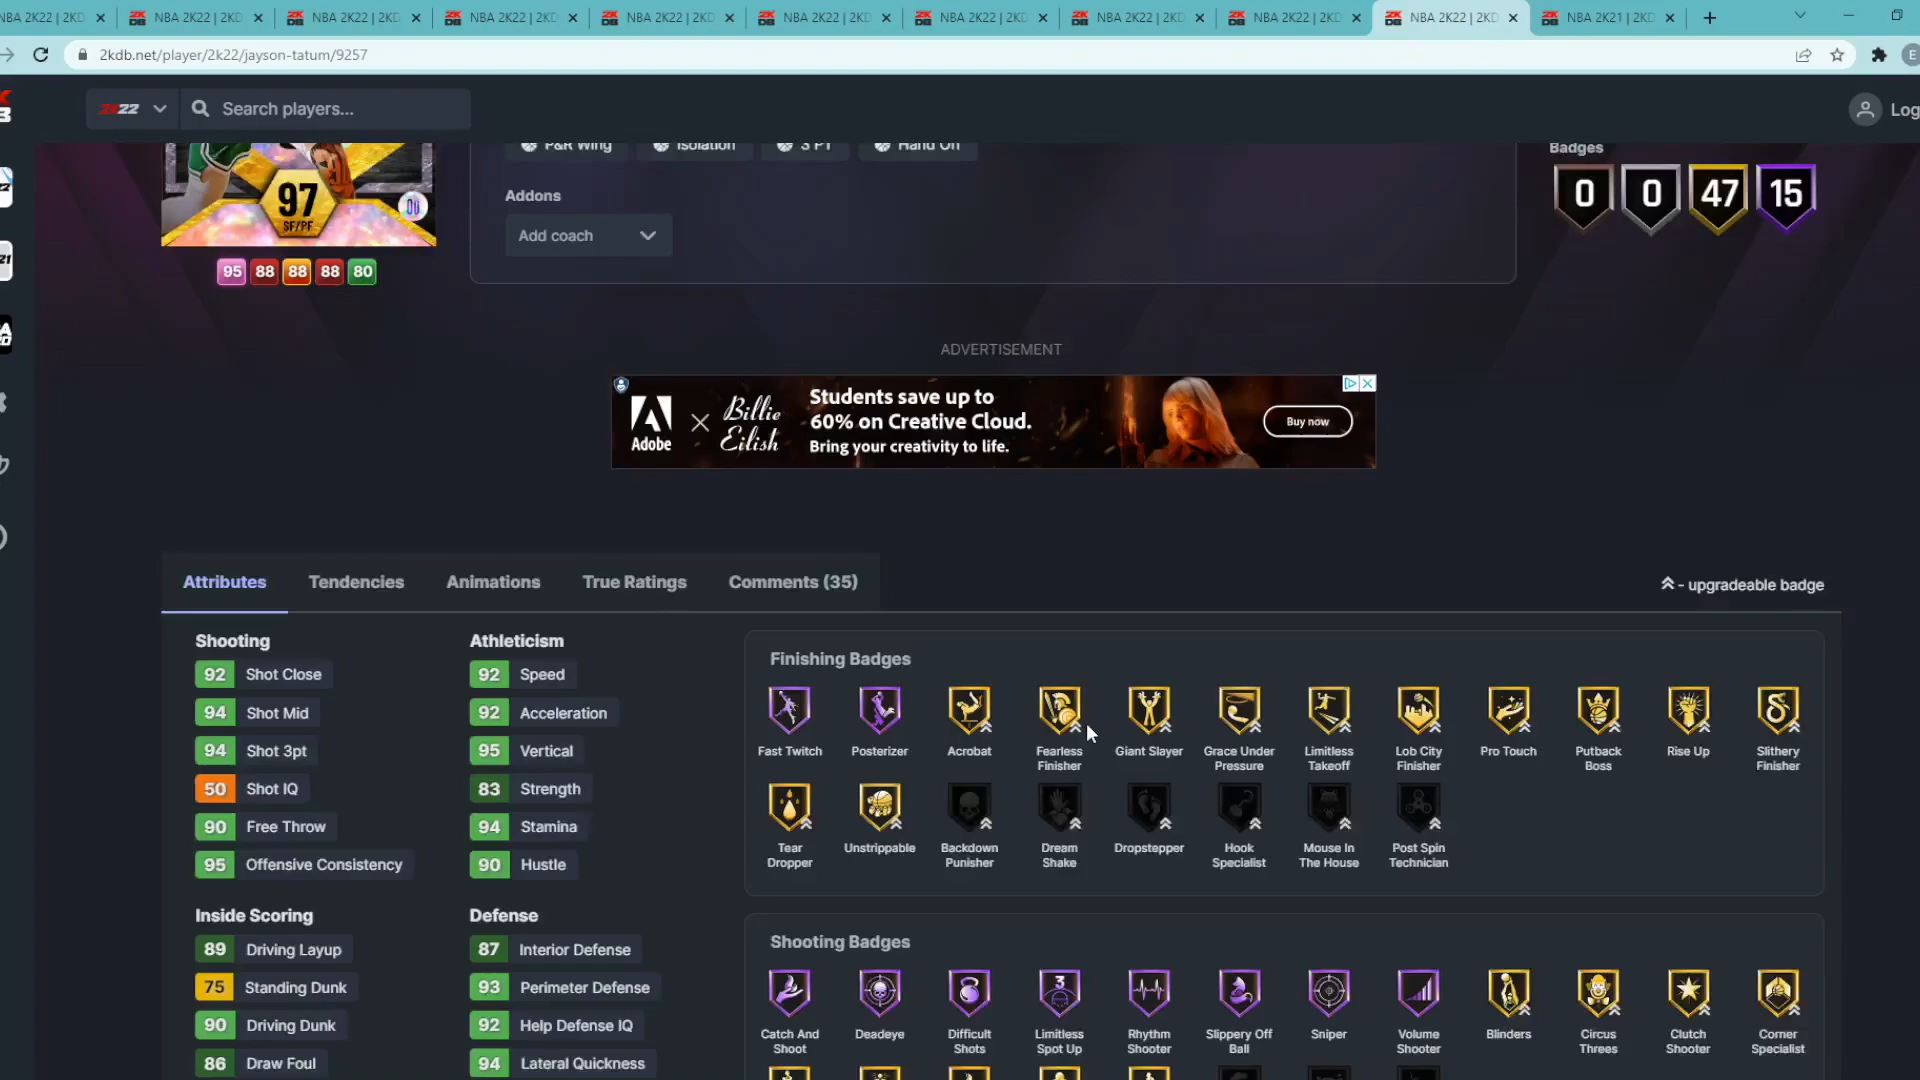 NBA 2K22 | 2KD
NBA 2K22 | 2KD
NBA 2K22 | 2KD
NBA 2K22 | 2KD
NBA 2K22 | 2KD
NBA 2K22 | 2KD
NBA 2K22 | 2KD
NBA 2K22 | 2KD
NBA 2K22 | 2KD
NBA 2K21 | 2KD
2kdb.net/player/2k22/jayson-tatum/9257
E
2K22
Search players...
Log
P&R Wing
Isolation
3 PT
Hand Off
Badges
0
0
47
15
97
SF/PF
Addons
Add coach
95 88 88 88 80
ADVERTISEMENT
Adobe
Billie
Eilish
Students save up to
60% on Creative Cloud.
Bring your creativity to life.
Buy now
Attributes
Tendencies
Animations
True Ratings
Comments (35)
- upgradeable badge
Shooting
92 Shot Close
94 Shot Mid
94 Shot 3pt
50 Shot IQ
90 Free Throw
95 Offensive Consistency
Athleticism
92 Speed
92 Acceleration
95 Vertical
83 Strength
94 Stamina
90 Hustle
Inside Scoring
89 Driving Layup
75 Standing Dunk
90 Driving Dunk
86 Draw Foul
Defense
87 Interior Defense
93 Perimeter Defense
92 Help Defense IQ
94 Lateral Quickness
Finishing Badges
Fast Twitch
Posterizer
Acrobat
Fearless
Finisher
Giant Slayer
Grace Under
Pressure
Limitless
Takeoff
Lob City
Finisher
Pro Touch
Putback
Boss
Rise Up
Slithery
Finisher
Tear
Dropper
Unstrippable
Backdown
Punisher
Dream
Shake
Dropstepper
Hook
Specialist
Mouse In
The House
Post Spin
Technician
Shooting Badges
3
Catch And
Shoot
Deadeye
Difficult
Shots
Limitless
Spot Up
Rhythm
Shooter
Slippery Off
Ball
Sniper
Volume
Shooter
Blinders
Circus
Threes
Clutch
Shooter
Corner
Specialist